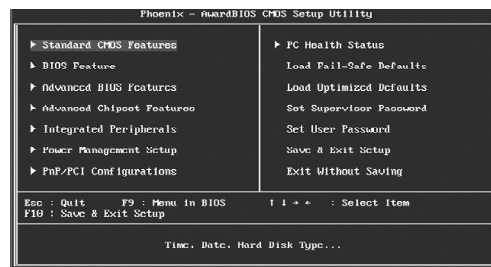 Phoenix - AwardBIOS CMOS Setup Utility
▶ Standard CMOS Features
▶ BIOS Feature
▶ Advanced BIOS Features
▶ Advanced Chipset Features
▶ Integrated Peripherals
▶ Power Management Setup
▶ PnP/PCI Configurations
▶ PC Health Status
Load Fail-Safe Defaults
Load Optimized Defaults
Set Supervisor Password
Set User Password
Save & Exit Setup
Exit Without Saving
Esc : Quit F9 : Menu in BIOS ↑ ↓ → ← : Select Item
F10 : Save & Exit Setup
Time, Date, Hard Disk Type...